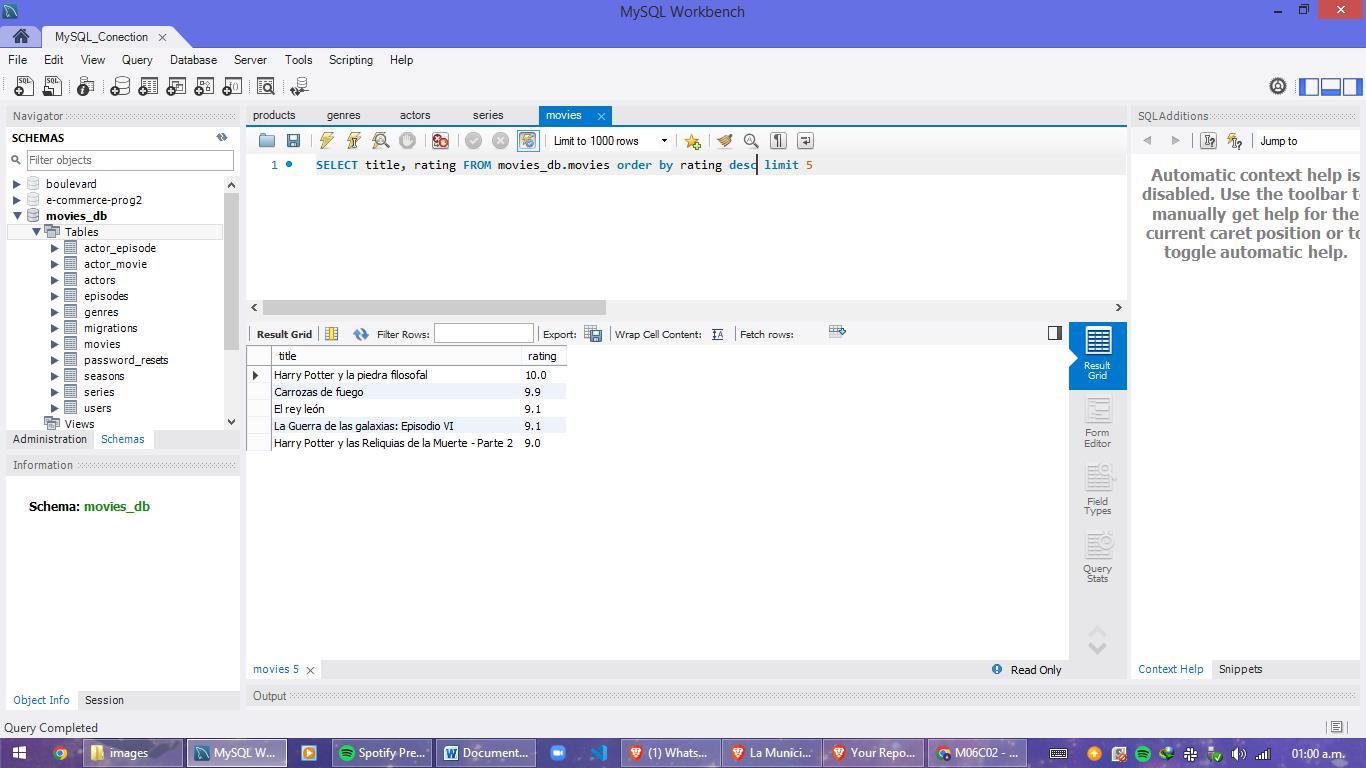 MySQL Workbench
MySQL_Conection
File Edit View Query Database Server Tools Scripting Help
Navigator
SCHEMAS
Filter objects
boulevard
e-commerce-prog2
movies_db
Tables
actor_episode
actor_movie
actors
episodes
genres
migrations
movies
password_resets
seasons
series
users
Views
Administration Schemas
Information
Schema: movies_db
Object Info Session
products genres actors series movies
Limit to 1000 rows
1 SELECT title, rating FROM movies_db.movies order by rating desc limit 5
Result Grid Filter Rows: Export: Wrap Cell Content: Fetch rows:
title rating
Harry Potter y la piedra filosofal 10.0
Carrozas de fuego 9.9
El rey león 9.1
La Guerra de las galaxias: Episodio VI 9.1
Harry Potter y las Reliquias de la Muerte - Parte 2 9.0
Result
Grid
Form
Editor
Field
Types
Query
Stats
movies 5 Read Only
Output
SQLAdditions
Jump to
Automatic context help is
disabled. Use the toolbar to
manually get help for the
current caret position or to
toggle automatic help.
Context Help Snippets
Query Completed
images MySQL W... Spotify Pre... Document... (1) Whats... La Munici... Your Repo... M06C02 - ... 01:00 a.m.